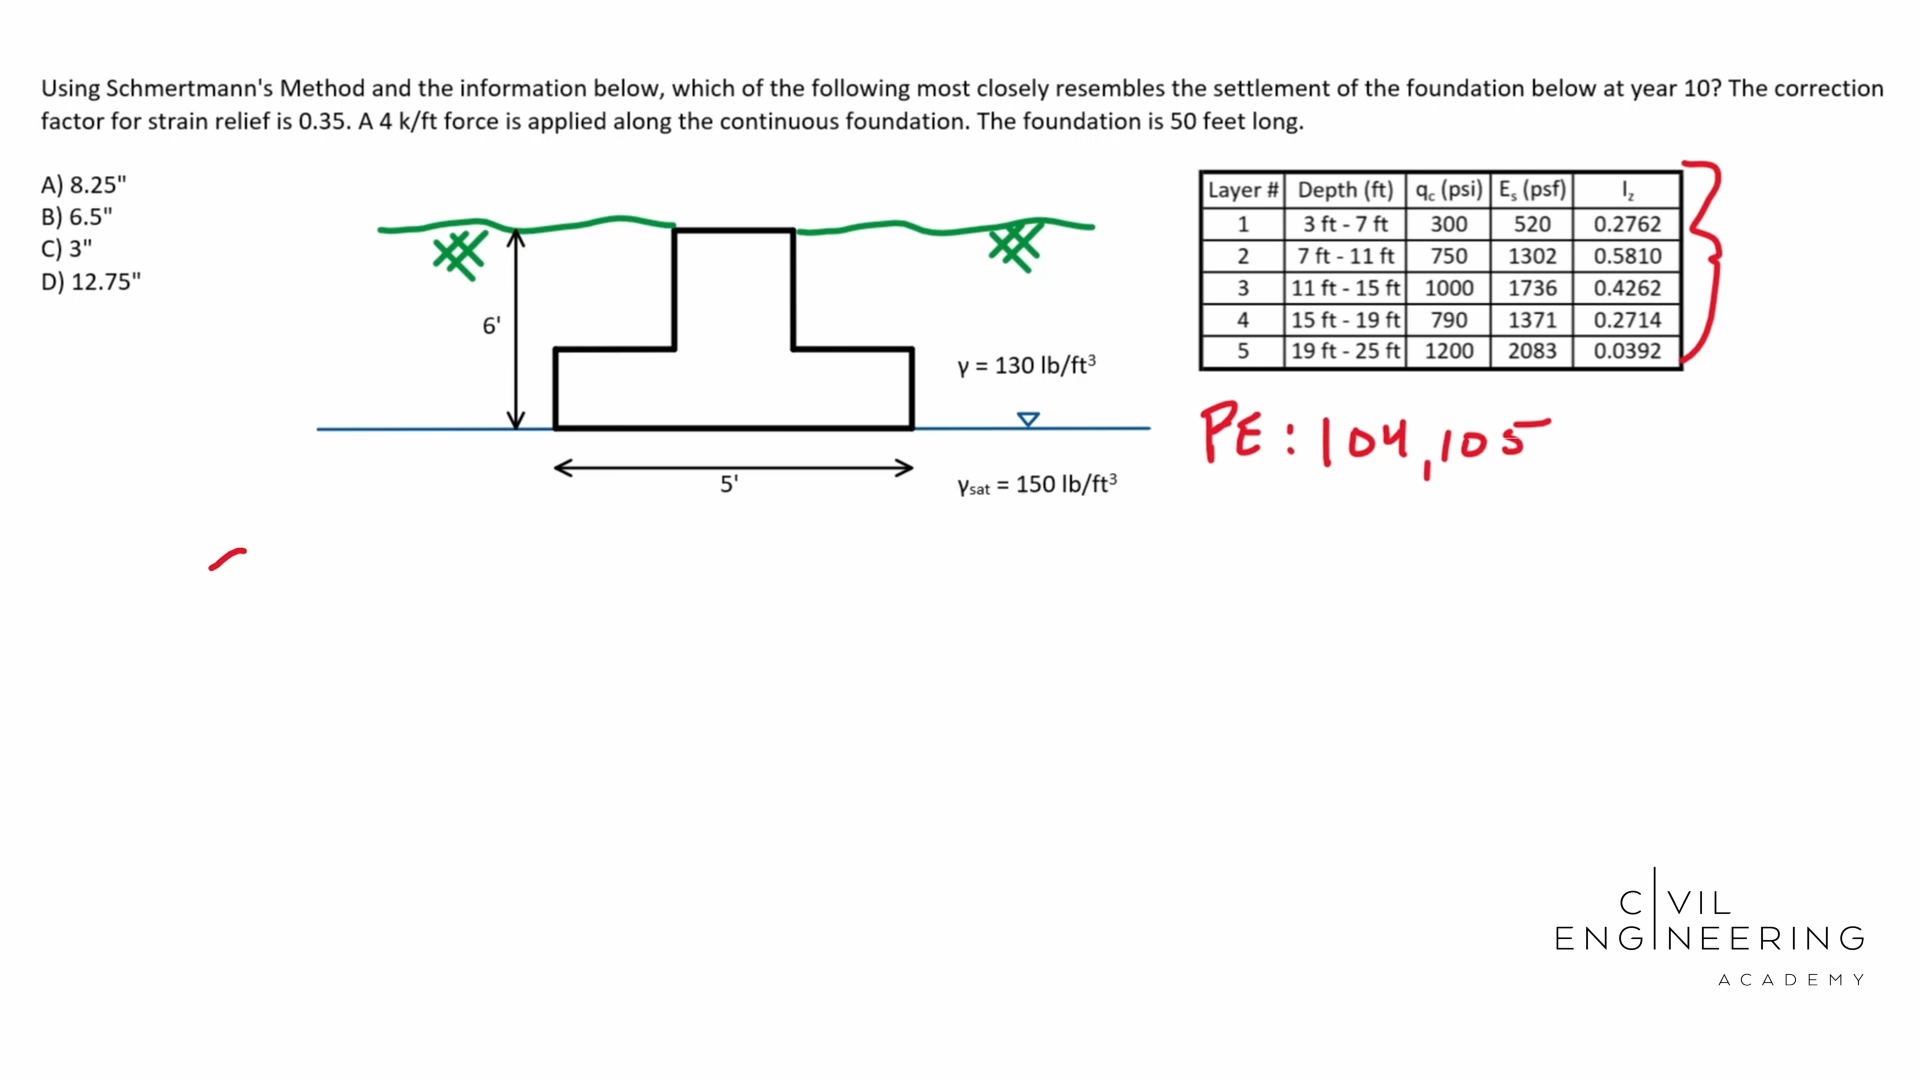 Using Schmertmann's Method and the information below, which of the following most closely resembles the settlement of the foundation below at year 10? The correction
factor for strain relief is 0.35. A 4 k/ft force is applied along the continuous foundation. The foundation is 50 feet long.
A) 8.25"
B) 6.5"
C) 3"
D) 12.75"
6'
5'
γ = 130 lb/ft³
γsat = 150 lb/ft³
Layer # Depth (ft) qc (psi) Es (psf) Iz
1 3 ft - 7 ft 300 520 0.2762
2 7 ft - 11 ft 750 1302 0.5810
3 11 ft - 15 ft 1000 1736 0.4262
4 15 ft - 19 ft 790 1371 0.2714
5 19 ft - 25 ft 1200 2083 0.0392
PE: 104,105
CIVIL
ENGINEERING
ACADEMY